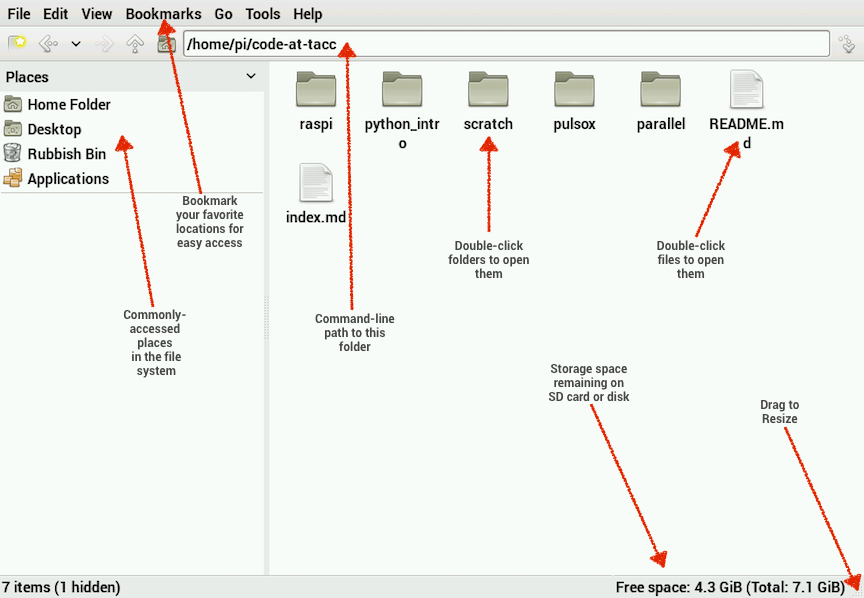 File Edit View Bookmarks Go Tools Help
/home/pi/code-at-tacc
Places
Home Folder
Desktop
Rubbish Bin
Applications
raspi
python_intr
o
scratch
pulsox
parallel
README.m
d
index.md
Bookmark
your favorite
locations for
easy access
Double-click
folders to open
them
Double-click
files to open
them
Commonly-
accessed
places
in the file
system
Command-line
path to this
folder
Storage space
remaining on
SD card or disk
Drag to
Resize
7 items (1 hidden)
Free space: 4.3 GiB (Total: 7.1 GiB)